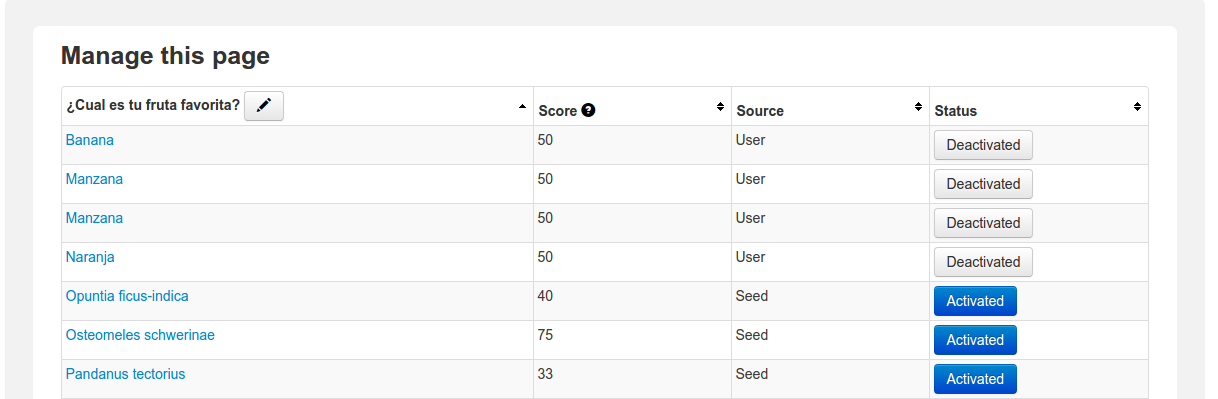 Manage this page
¿Cual es tu fruta favorita? Score ? Source Status
Banana 50 User Deactivated
Manzana 50 User Deactivated
Manzana 50 User Deactivated
Naranja 50 User Deactivated
Opuntia ficus-indica 40 Seed Activated
Osteomeles schwerinae 75 Seed Activated
Pandanus tectorius 33 Seed Activated